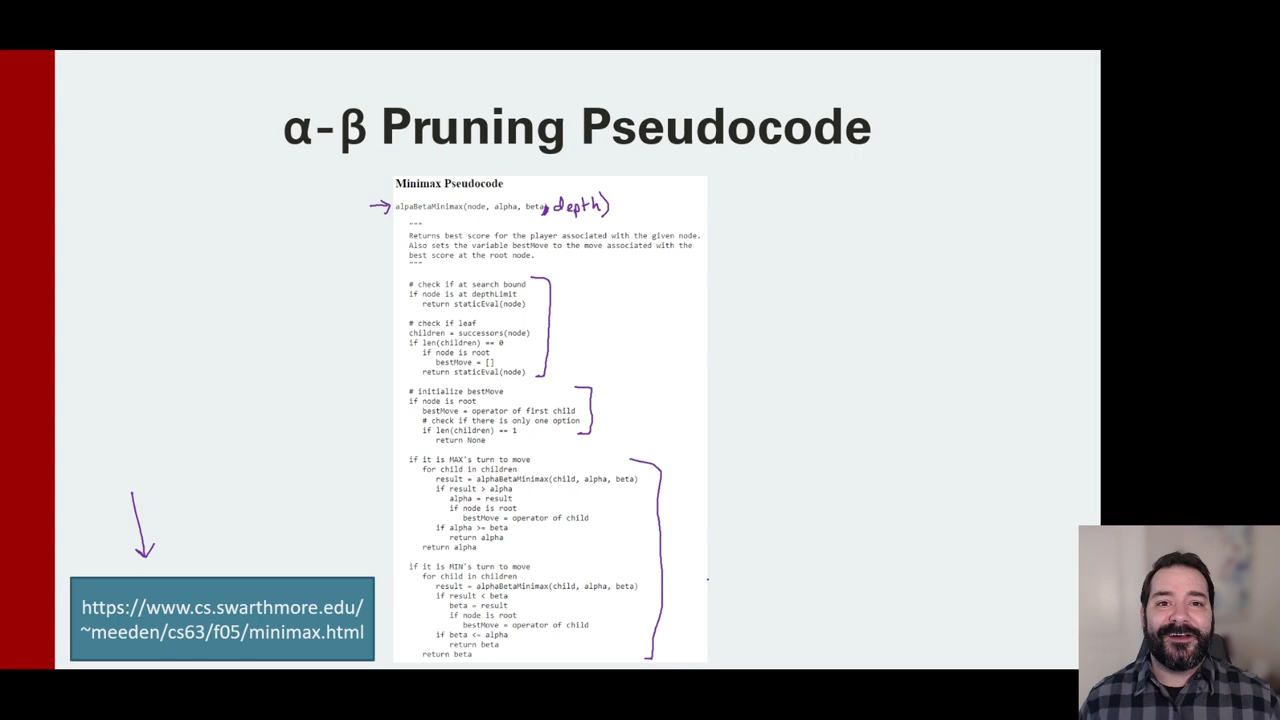 α-β Pruning Pseudocode
Minimax Pseudocode
alpaBetaMinimax(node, alpha, beta, depth)
"""
Returns best score for the player associated with the given node.
Also sets the variable bestMove to the move associated with the
best score at the root node.
"""
# check if at search bound
if node is at depthLimit
return staticEval(node)
# check if leaf
children = successors(node)
if len(children) == 0
if node is root
bestMove = []
return staticEval(node)
# initialize bestMove
if node is root
bestMove = operator of first child
# check if there is only one option
if len(children) == 1
return None
if it is MAX's turn to move
for child in children
result = alphaBetaMinimax(child, alpha, beta)
if result > alpha
alpha = result
if node is root
bestMove = operator of child
if alpha >= beta
return alpha
return alpha
if it is MIN's turn to move
for child in children
result = alphaBetaMinimax(child, alpha, beta)
if result < beta
beta = result
if node is root
bestMove = operator of child
if beta <= alpha
return beta
return beta
https://www.cs.swarthmore.edu/
~meeden/cs63/f05/minimax.html